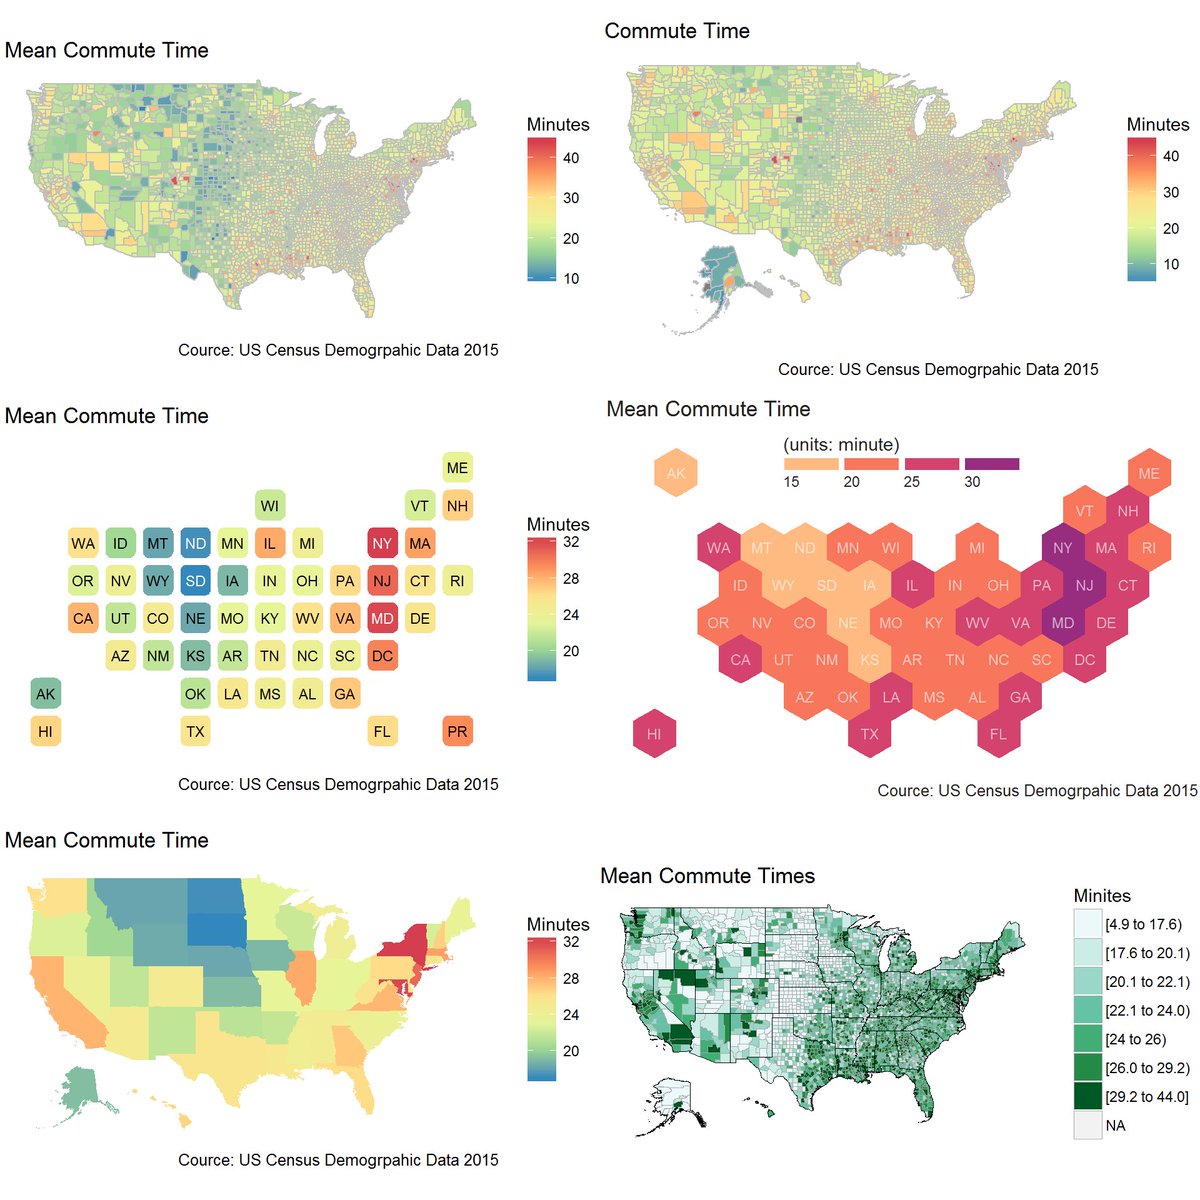 Mean Commute Time
Minutes
40
30
20
10
Cource: US Census Demogrpahic Data 2015
Commute Time
Minutes
40
30
20
10
Cource: US Census Demogrpahic Data 2015
Mean Commute Time
ME
WI VT NH
WA ID MT ND MN IL MI NY MA
OR NV WY SD IA IN OH PA NJ CT RI
CA UT CO NE MO KY WV VA MD DE
AZ NM KS AR TN NC SC DC
AK OK LA MS AL GA
HI TX FL PR
Minutes
32
28
24
20
Cource: US Census Demogrpahic Data 2015
Mean Commute Time
(units: minute)
15 20 25 30
AK ME
VT NH
WA MT ND MN WI MI NY MA RI
ID WY SD IA IL IN OH PA NJ CT
OR NV CO NE MO KY WV VA MD DE
CA UT NM KS AR TN NC SC DC
AZ OK LA MS AL GA
HI TX FL
Cource: US Census Demogrpahic Data 2015
Mean Commute Time
Minutes
32
28
24
20
Cource: US Census Demogrpahic Data 2015
Mean Commute Times
Minites
[4.9 to 17.6)
[17.6 to 20.1)
[20.1 to 22.1)
[22.1 to 24.0)
[24 to 26)
[26.0 to 29.2)
[29.2 to 44.0]
NA